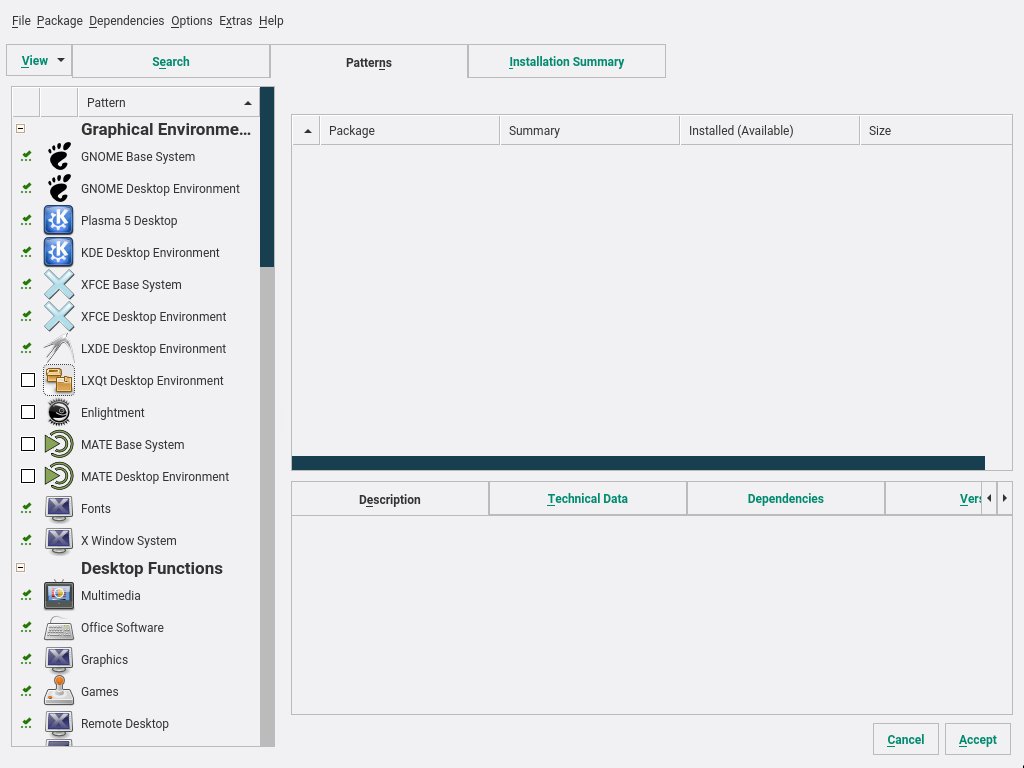 File Package Dependencies Options Extras Help
View Search Patterns Installation Summary
Pattern
Graphical Environme...
GNOME Base System
GNOME Desktop Environment
Plasma 5 Desktop
KDE Desktop Environment
XFCE Base System
XFCE Desktop Environment
LXDE Desktop Environment
LXQt Desktop Environment
Enlightment
MATE Base System
MATE Desktop Environment
Fonts
X Window System
Desktop Functions
Multimedia
Office Software
Graphics
Games
Remote Desktop
Package Summary Installed (Available) Size
Description Technical Data Dependencies Vers
Cancel Accept